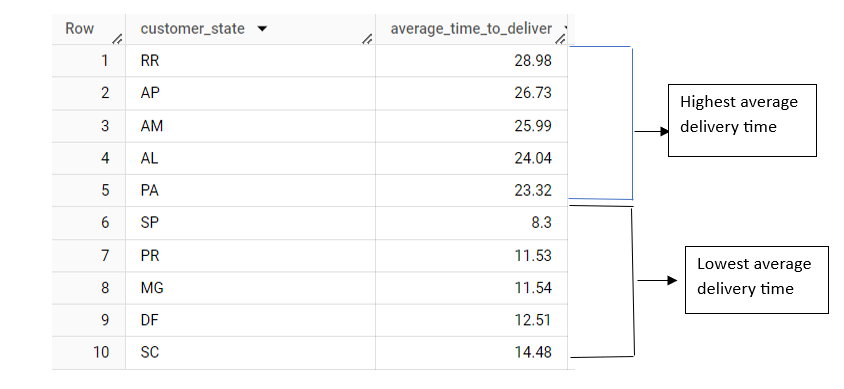 Row customer_state average_time_to_deliver
1 RR 28.98
2 AP 26.73
3 AM 25.99
4 AL 24.04
5 PA 23.32
6 SP 8.3
7 PR 11.53
8 MG 11.54
9 DF 12.51
10 SC 14.48
Highest average
delivery time
Lowest average
delivery time